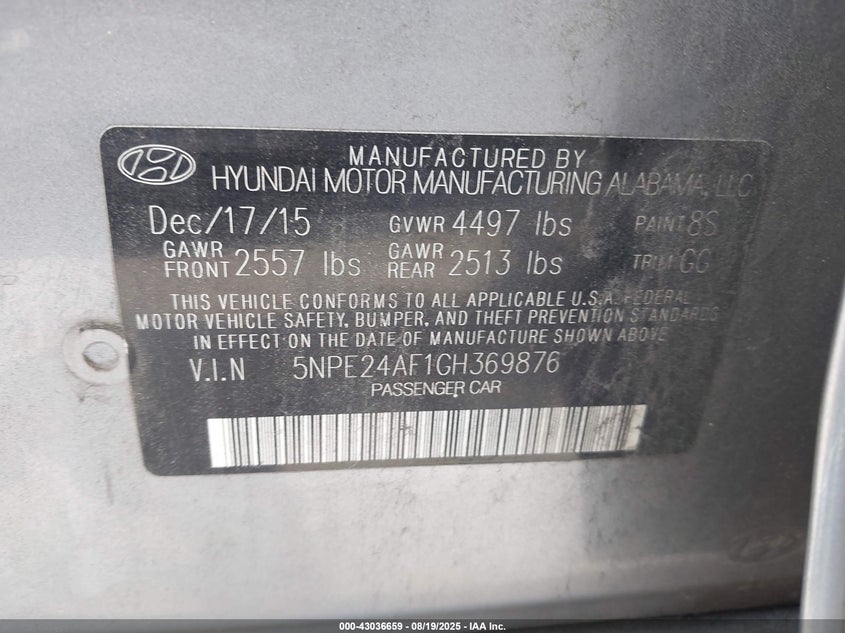 MANUFACTURED BY
HYUNDAI MOTOR MANUFACTURING ALABAMA, LLC
Dec/17/15 GVWR 4497 lbs PAINT 8S
GAWR FRONT 2557 lbs GAWR REAR 2513 lbs TRIM GG
THIS VEHICLE CONFORMS TO ALL APPLICABLE U.S.A. FEDERAL
MOTOR VEHICLE SAFETY, BUMPER, AND THEFT PREVENTION STANDARDS
IN EFFECT ON THE DATE OF MANUFACTURE SHOWN ABOVE
V.I.N 5NPE24AF1GH369876
PASSENGER CAR
000-43036659 - 08/19/2025 - IAA Inc.